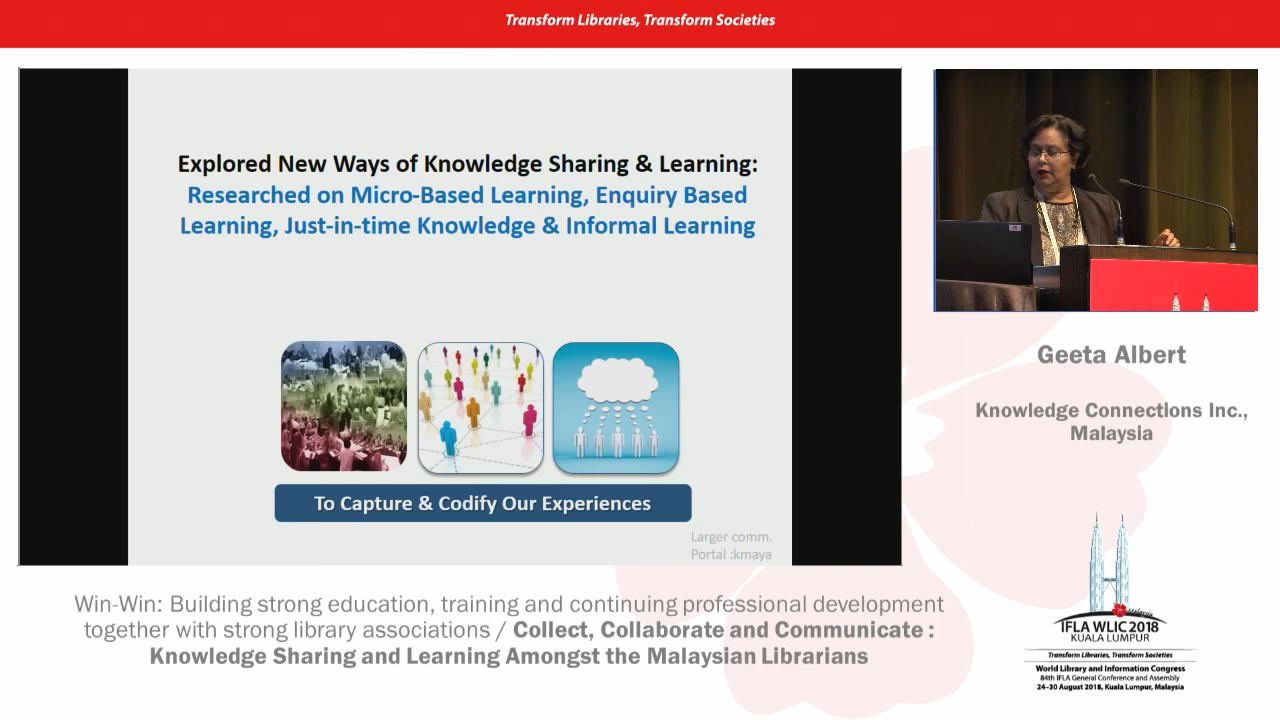 Transform Libraries, Transform Societies
Explored New Ways of Knowledge Sharing & Learning:
Researched on Micro-Based Learning, Enquiry Based
Learning, Just-in-time Knowledge & Informal Learning
To Capture & Codify Our Experiences
Larger comm.
Portal :kmaya
Geeta Albert
Knowledge Connections Inc.,
Malaysia
Win-Win: Building strong education, training and continuing professional development
together with strong library associations / Collect, Collaborate and Communicate :
Knowledge Sharing and Learning Amongst the Malaysian Librarians
Malaysia
IFLA WLIC 2018
KUALA LUMPUR
Transform Libraries, Transform Societies
World Library and Information Congress
84th IFLA General Conference and Assembly
24–30 August 2018, Kuala Lumpur, Malaysia